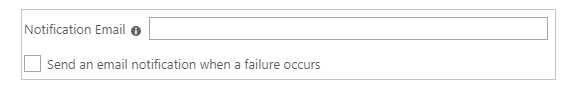 Notification Email
Send an email notification when a failure occurs